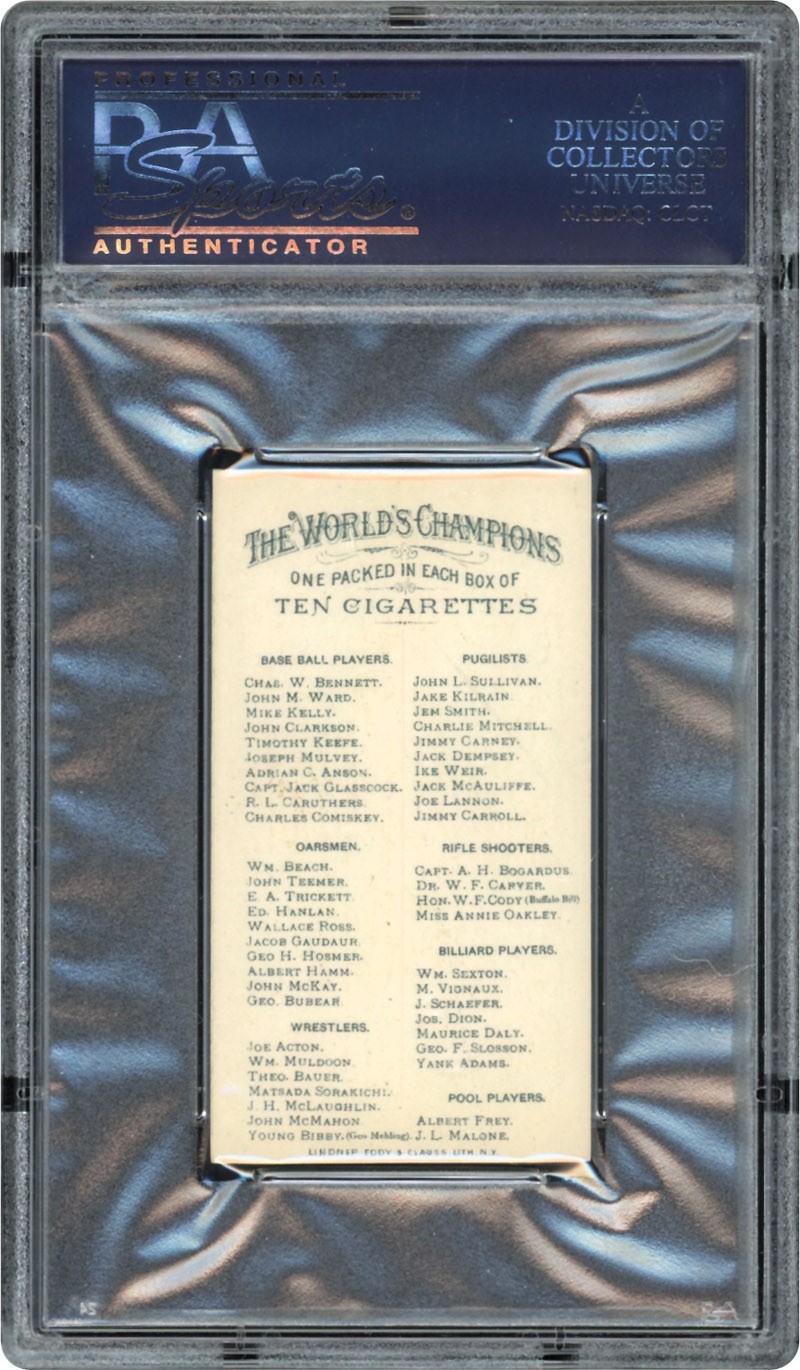 PROFESSIONAL
PSA
Sports®
AUTHENTICATOR
A
DIVISION OF
COLLECTORS
UNIVERSE
NASDAQ: CLCT
THE WORLD'S CHAMPIONS
ONE PACKED IN EACH BOX OF
TEN CIGARETTES
BASE BALL PLAYERS.
CHAS. W. BENNETT.
JOHN M. WARD.
MIKE KELLY.
JOHN CLARKSON.
TIMOTHY KEEFE.
JOSEPH MULVEY.
ADRIAN C. ANSON.
CAPT. JACK GLASSCOCK.
R. L. CARUTHERS.
CHARLES COMISKEY.
OARSMEN.
WM. BEACH.
JOHN TEEMER.
E. A. TRICKETT
ED. HANLAN.
WALLACE ROSS.
JACOB GAUDAUR
GEO H. HOSMER.
ALBERT HAMM.
JOHN MCKAY.
GEO. BUBEAR
WRESTLERS.
JOE ACTON.
WM. MULDOON
THEO. BAUER.
MATSADA SORAKICHI.
J. H. MCLAUGHLIN.
JOHN MCMAHON
YOUNG BIBBY. (Geo Mehling).
PUGILISTS.
JOHN L. SULLIVAN.
JAKE KILRAIN
JEM SMITH.
CHARLIE MITCHELL.
JIMMY CARNEY.
JACK DEMPSEY.
IKE WEIR.
JACK MCAULIFFE.
JOE LANNON.
JIMMY CARROLL.
RIFLE SHOOTERS.
CAPT. A. H. BOGARDUS.
DR. W. F. CARVER.
HON. W. F. CODY (Buffalo Bill)
MISS ANNIE OAKLEY.
BILLIARD PLAYERS.
WM. SEXTON.
M. VIGNAUX.
J. SCHAEFER.
JOS. DION.
MAURICE DALY.
GEO. F. SLOSSON.
YANK ADAMS.
POOL PLAYERS.
ALBERT FREY.
J. L. MALONE.
LINDNER, EDDY & CLAUSS, LITH. N.Y.
PSA